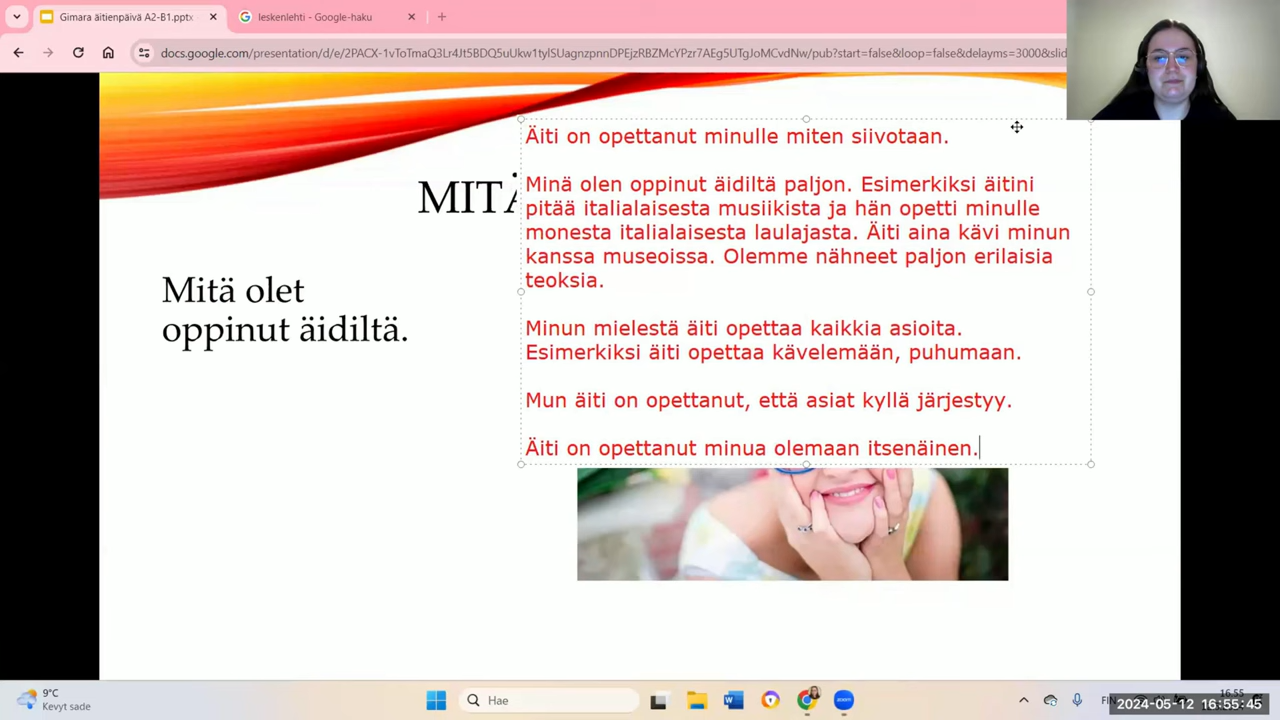 Gimara äitienpäivä A2-B1.pptx
leskenlehti - Google-haku
docs.google.com/presentation/d/e/2PACX-1vToTmaQ3Lr4Jt5BDQ5uUkw1tylSUagnzpnnDPEjzRBZMcYPzr7AEg5UTgJoMCvdNw/pub?start=false&loop=false&delayms=3000&slid
MITÄ
Mitä olet
oppinut äidiltä.
Äiti on opettanut minulle miten siivotaan.
Minä olen oppinut äidiltä paljon. Esimerkiksi äitini
pitää italialaisesta musiikista ja hän opetti minulle
monesta italialaisesta laulajasta. Äiti aina kävi minun
kanssa museoissa. Olemme nähneet paljon erilaisia
teoksia.
Minun mielestä äiti opettaa kaikkia asioita.
Esimerkiksi äiti opettaa kävelemään, puhumaan.
Mun äiti on opettanut, että asiat kyllä järjestyy.
Äiti on opettanut minua olemaan itsenäinen.
9°C
Kevyt sade
Hae
zoom
FIN
16.55
2024-05-12 16:55:45